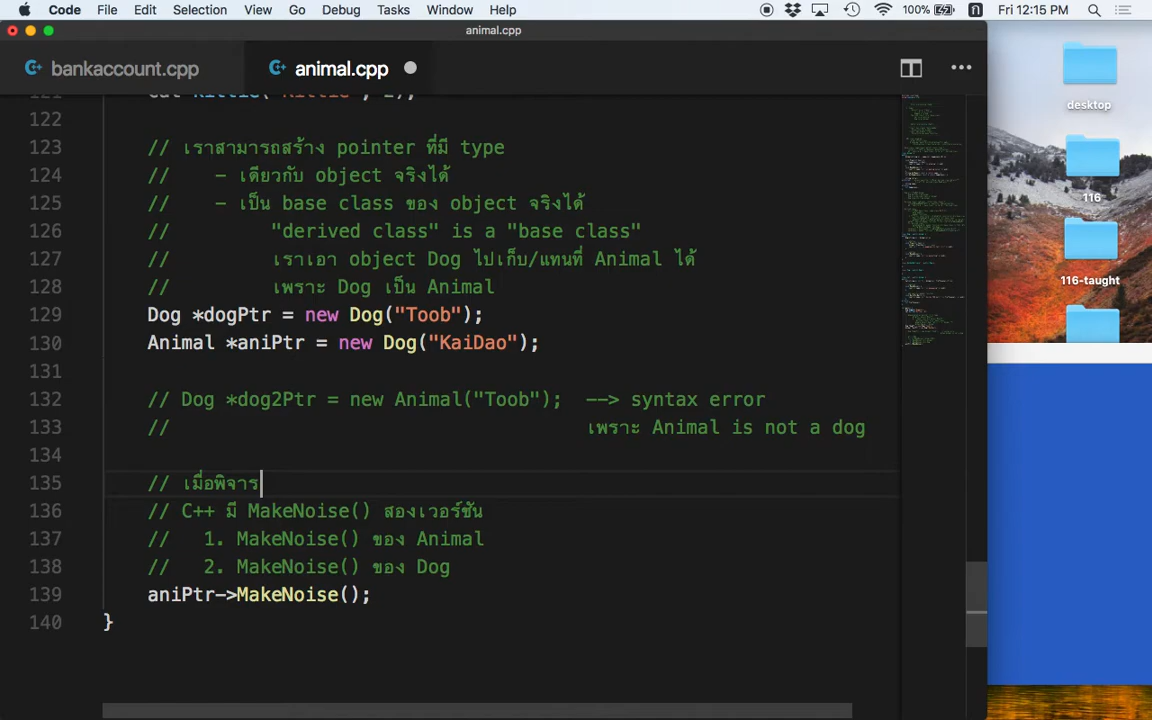 Code File Edit Selection View Go Debug Tasks Window Help 100% ก Fri 12:15 PM
animal.cpp
bankaccount.cpp animal.cpp
desktop
116
116-taught
122
123 // เราสามารถสร้าง pointer ที่มี type
124 // - เดียวกับ object จริงได้
125 // - เป็น base class ของ object จริงได้
126 // "derived class" is a "base class"
127 // เราเอา object Dog ไปเก็บ/แทนที่ Animal ได้
128 // เพราะ Dog เป็น Animal
129 Dog *dogPtr = new Dog("Toob");
130 Animal *aniPtr = new Dog("KaiDao");
131
132 // Dog *dog2Ptr = new Animal("Toob"); --> syntax error
133 // เพราะ Animal is not a dog
134
135 // เมื่อพิจาร
136 // C++ มี MakeNoise() สองเวอร์ชัน
137 // 1. MakeNoise() ของ Animal
138 // 2. MakeNoise() ของ Dog
139 aniPtr->MakeNoise();
140 }